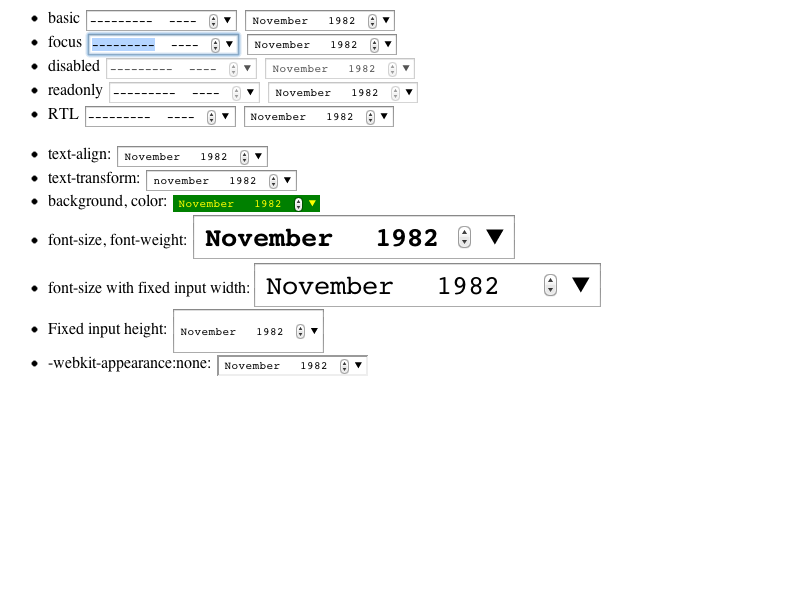 basic --------- ---- November 1982
focus --------- ---- November 1982
disabled --------- ---- November 1982
readonly --------- ---- November 1982
RTL --------- ---- November 1982
text-align: November 1982
text-transform: november 1982
background, color: November 1982
font-size, font-weight: November 1982
font-size with fixed input width: November 1982
Fixed input height: November 1982
-webkit-appearance:none: November 1982